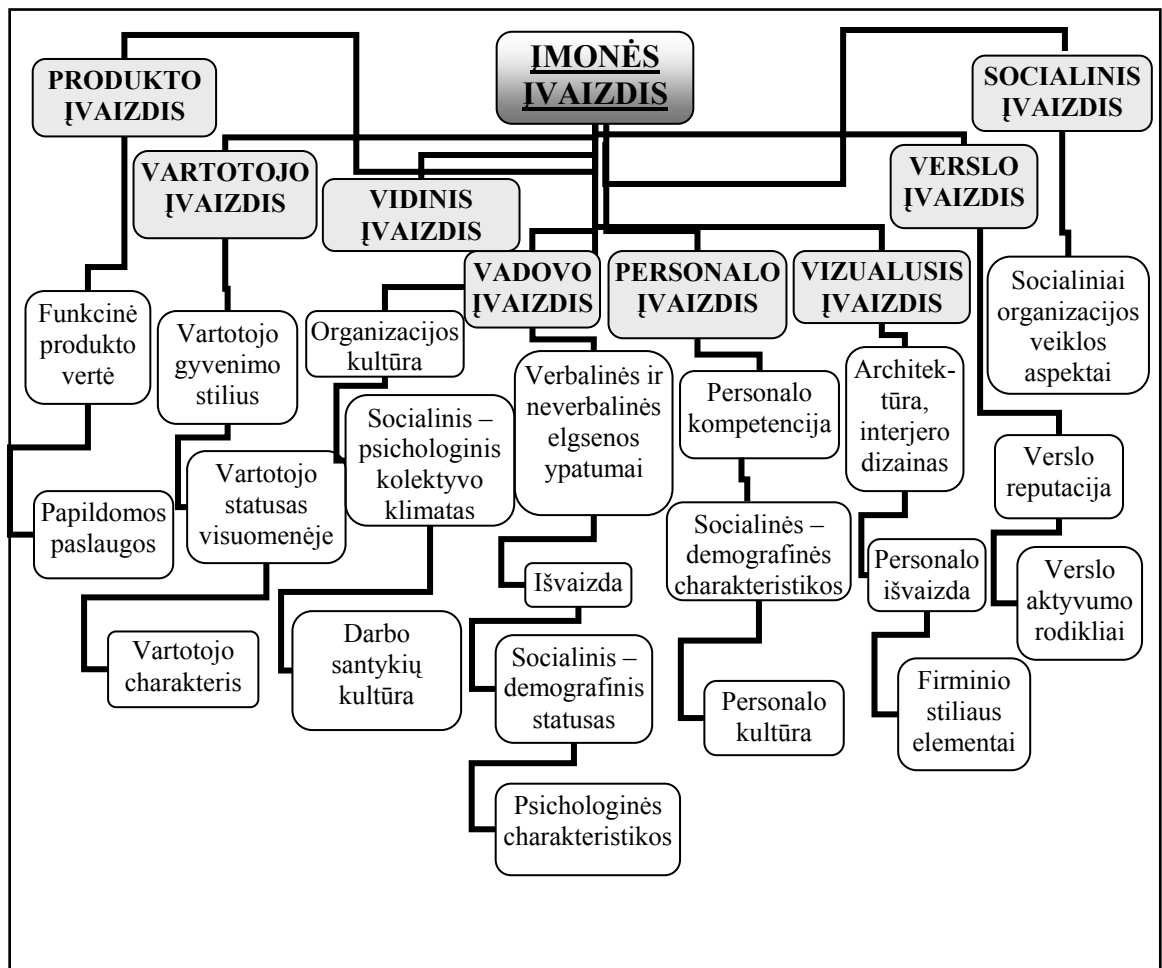 ĮMONĖS
ĮVAIZDIS
PRODUKTO
ĮVAIZDIS
SOCIALINIS
ĮVAIZDIS
VARTOTOJO
ĮVAIZDIS
VIDINIS
ĮVAIZDIS
VERSLO
ĮVAIZDIS
VADOVO
ĮVAIZDIS
PERSONALO
ĮVAIZDIS
VIZUALUSIS
ĮVAIZDIS
Funkcinė
produkto
vertė
Vartotojo
gyvenimo
stilius
Organizacijos
kultūra
Verbalinės ir
neverbalinės
elgsenos
ypatumai
Personalo
kompetencija
Architek-
tūra,
interjero
dizainas
Socialiniai
organizacijos
veiklos
aspektai
Papildomos
paslaugos
Vartotojo
statusas
visuomenėje
Socialinis –
psichologinis
kolektyvo
klimatas
Išvaizda
Socialinės –
demografinės
charakteristikos
Personalo
išvaizda
Verslo
reputacija
Verslo
aktyvumo
rodikliai
Vartotojo
charakteris
Darbo
santykių
kultūra
Socialinis –
demografinis
statusas
Personalo
kultūra
Firminio
stiliaus
elementai
Psichologinės
charakteristikos